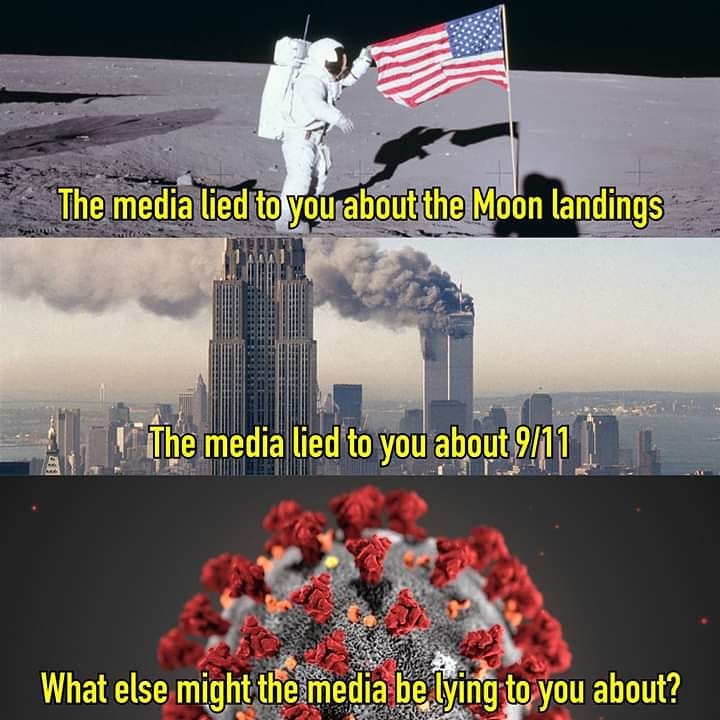 The media lied to you about the Moon landings
The media lied to you about 9/11
What else might the media be lying to you about?